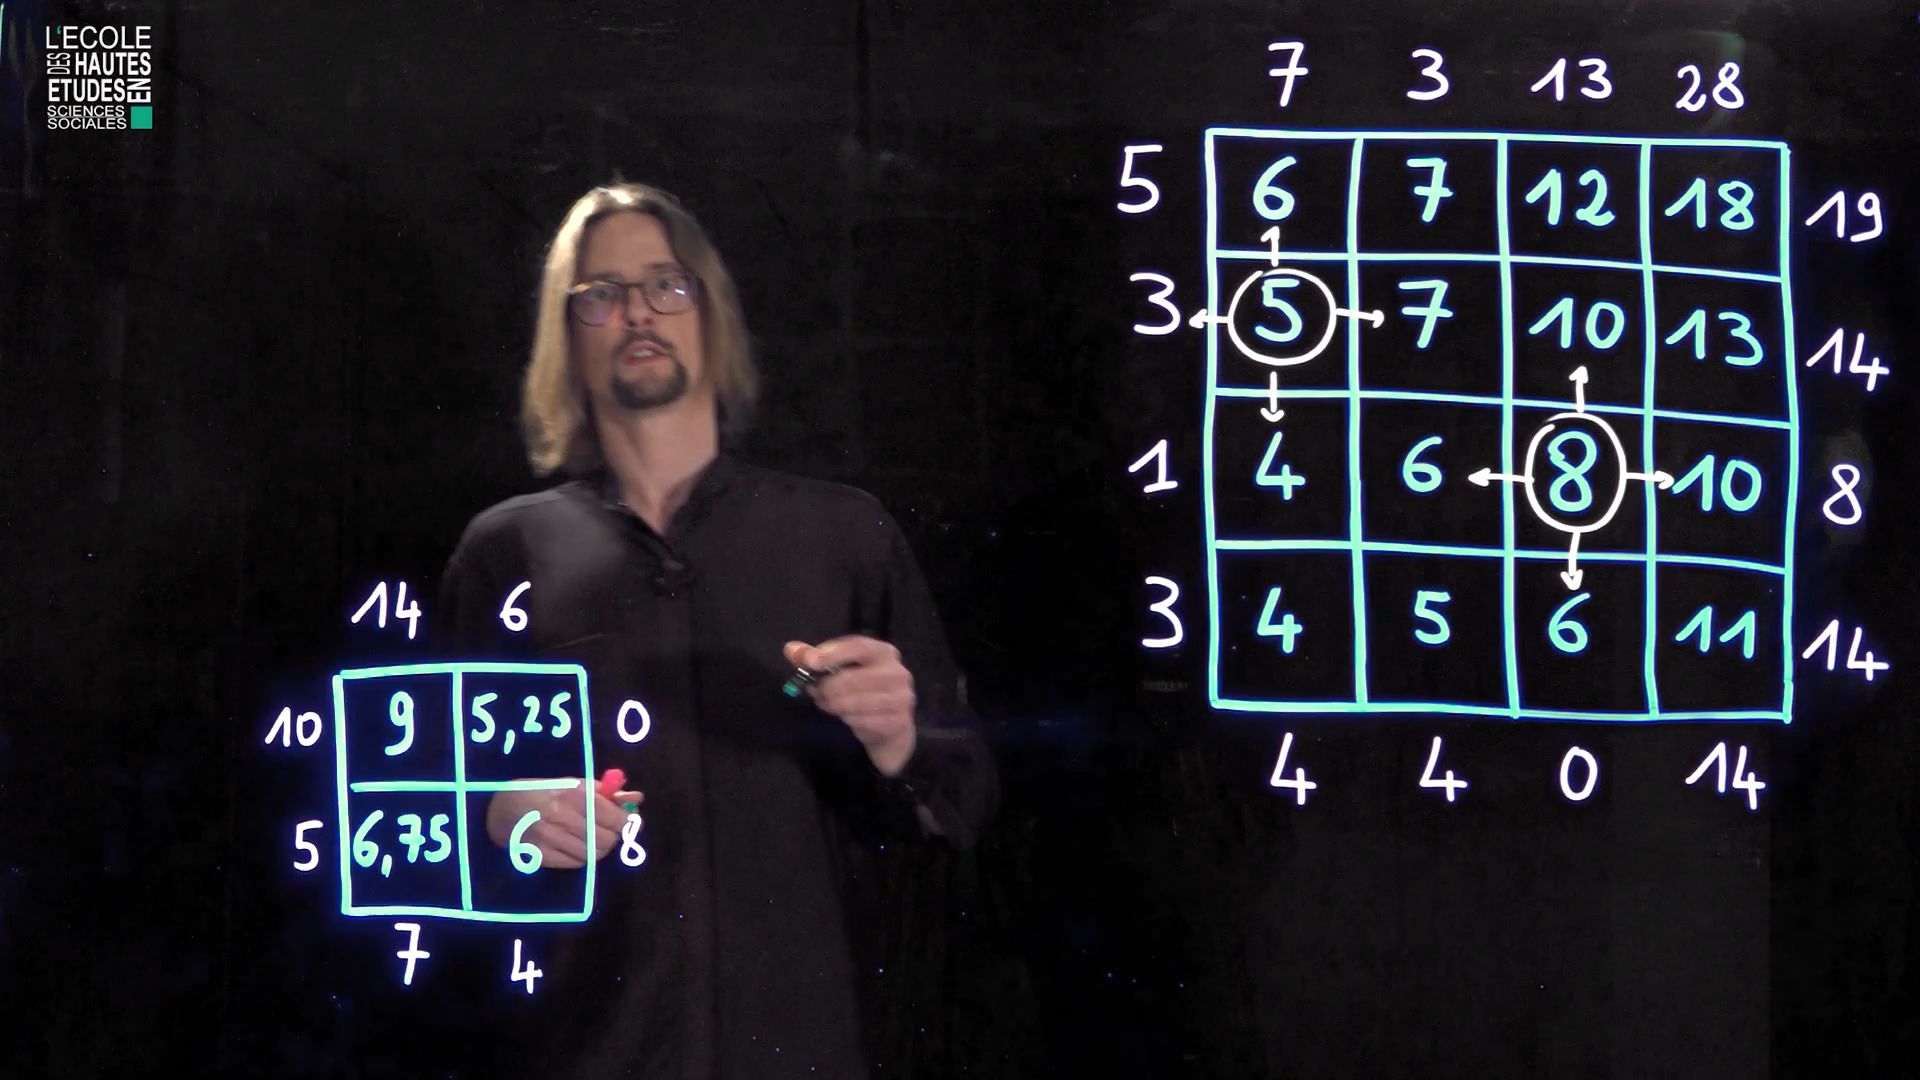 L'ECOLE
DES HAUTES
ETUDES EN
SCIENCES
SOCIALES
7 3 13 28
5 6 7 12 18 19
3 5 7 10 13 14
1 4 6 8 10 8
3 4 5 6 11 14
4 4 0 14
14 6
10 9 5,25 0
5 6,75 6 8
7 4